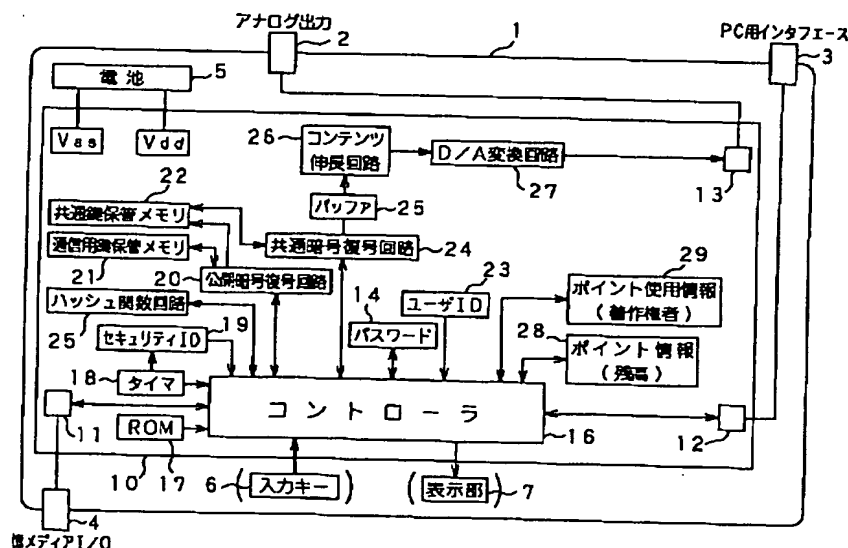 アナログ出力
2
1
PC用インタフェース
3
電池
5
Vss
Vdd
26
コンテンツ
伸長回路
D/A変換回路
27
13
22
バッファ
25
共通鍵保管メモリ
通信用鍵保管メモリ
21
共通暗号復号回路
24
20
公開暗号復号回路
23
29
ハッシュ関数回路
25
ユーザID
ポイント使用情報
(著作権者)
14
19
セキュリティID
パスワード
28
ポイント情報
(残高)
18
タイマ
コントローラ
16
11
12
ROM
10
17
6
(入力キー)
(表示部)
7
4
メディアI/O